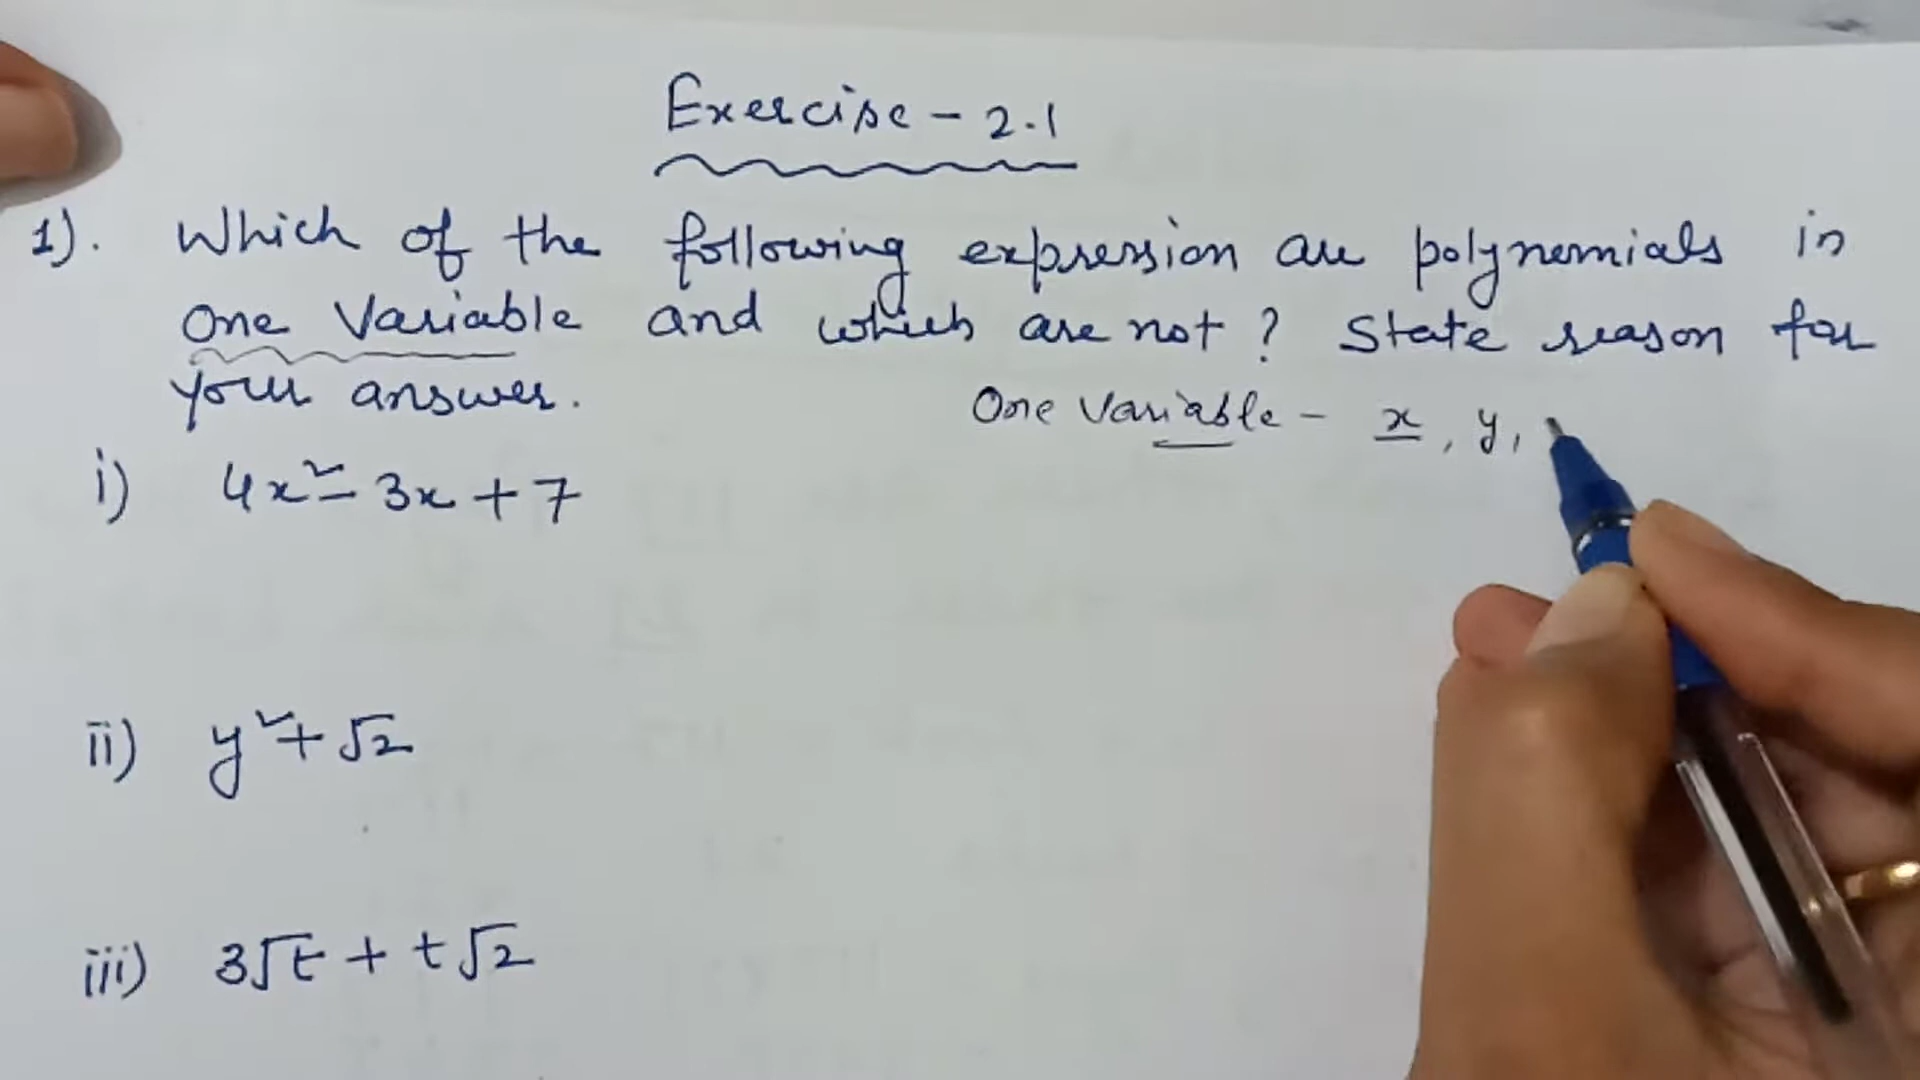 Exercise - 2.1
1). Which of the following expression are polynomials in
One Variable and which are not ? State reason for
your answer.
One Variable - x, y,
i) 4x² - 3x + 7
ii) y² + √2
iii) 3√t + t√2